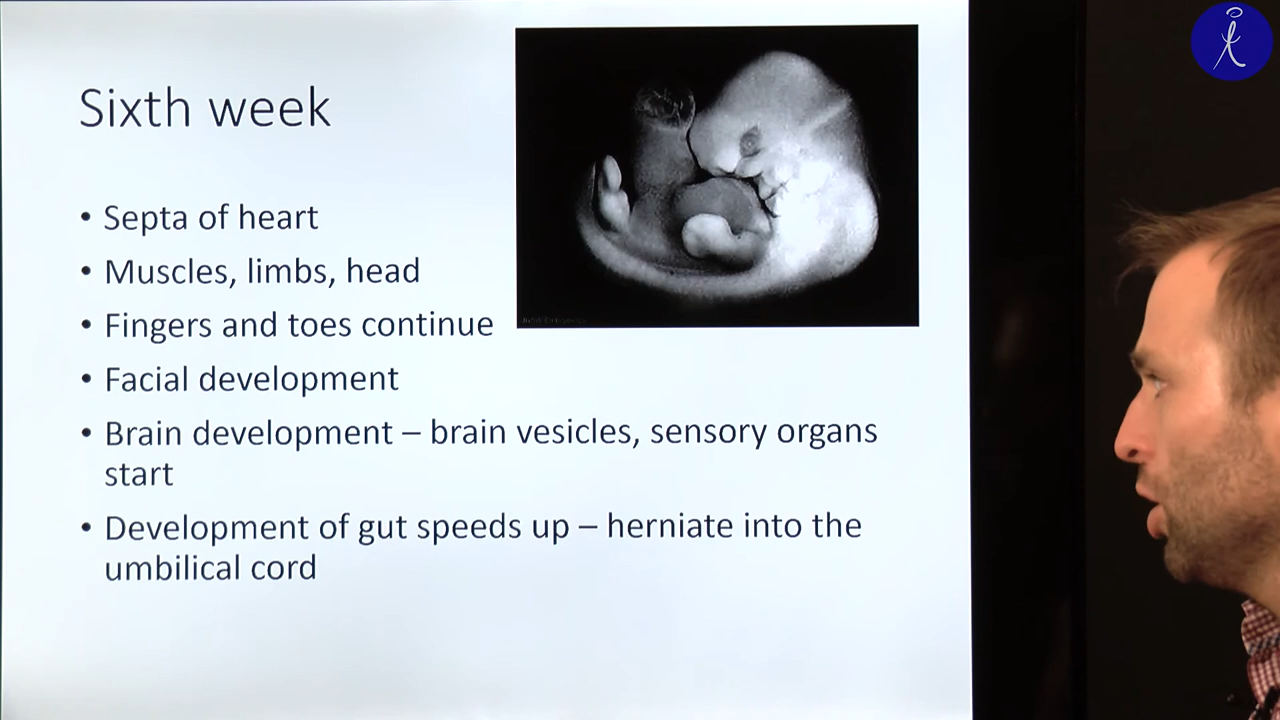 Sixth week
• Septa of heart
• Muscles, limbs, head
• Fingers and toes continue
• Facial development
• Brain development – brain vesicles, sensory organs
start
• Development of gut speeds up – herniate into the
umbilical cord